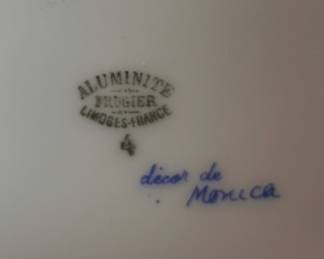 ALUMINITE
FRUGIER
LIMOGES-FRANCE
4
décor de
Monica